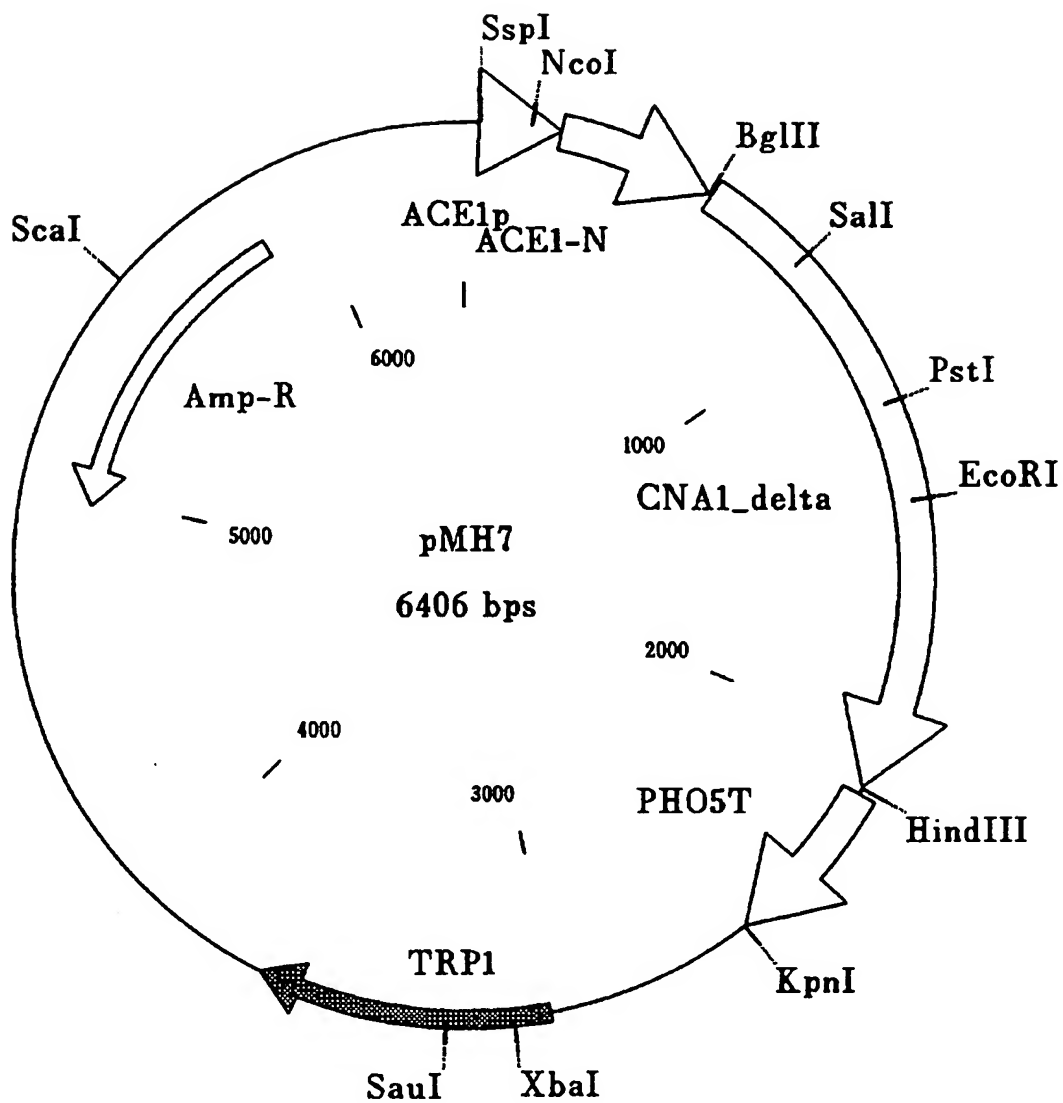 SspI
NcoI
BglII
SalI
ScaI
ACE1p
ACE1-N
6000
Amp-R
1000
PstI
EcoRI
CNA1_delta
5000
pMH7
6406 bps
2000
4000
3000
PHO5T
HindIII
TRP1
KpnI
SauI
XbaI